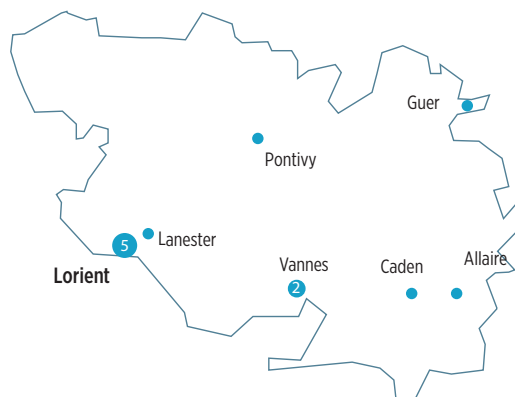 Guer
Pontivy
Lanester
5
Lorient
Vannes
2
Caden
Allaire